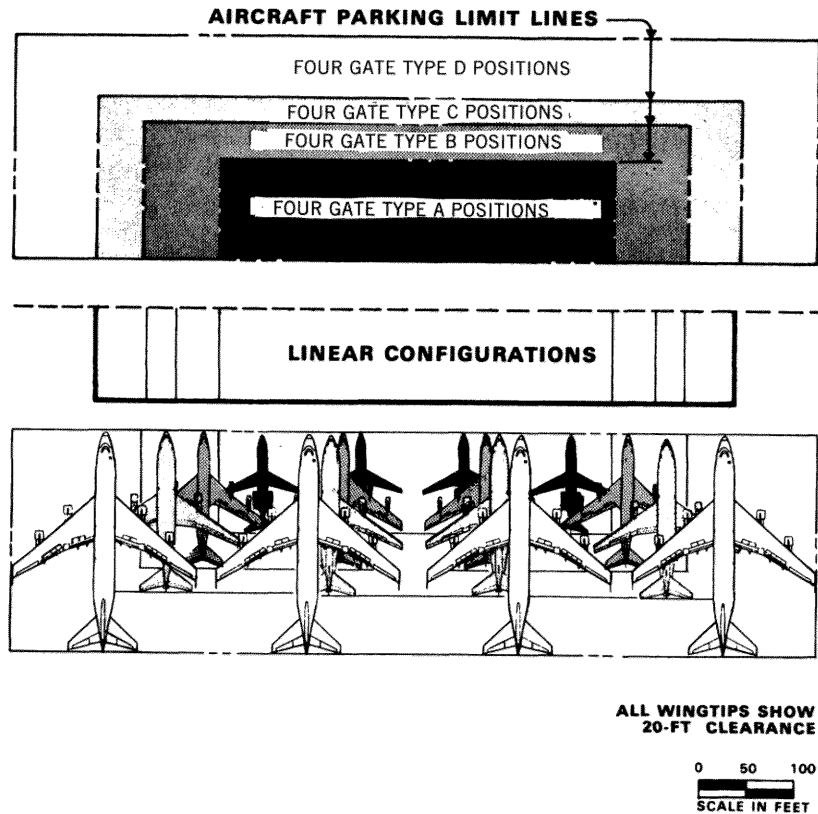 AIRCRAFT PARKING LIMIT LINES
FOUR GATE TYPE D POSITIONS
FOUR GATE TYPE C POSITIONS
FOUR GATE TYPE B POSITIONS
FOUR GATE TYPE A POSITIONS
LINEAR CONFIGURATIONS
ALL WINGTIPS SHOW
20-FT CLEARANCE
0 50 100
SCALE IN FEET